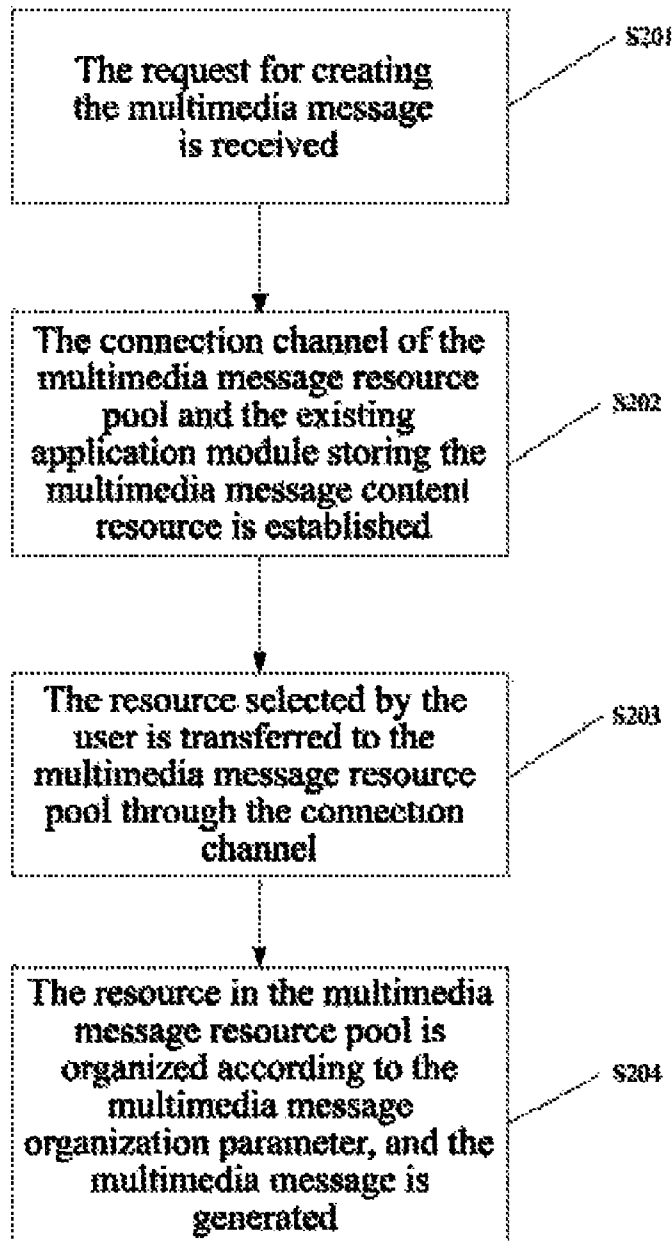 The request for creating
the multimedia message
is received
S201
The connection channel of the
multimedia message resource
pool and the existing
application module storing the
multimedia message content
resource is established
S202
The resource selected by the
user is transferred to the
multimedia message resource
pool through the connection
channel
S203
The resource in the multimedia
message resource pool is
organized according to the
multimedia message
organization parameter, and the
multimedia message is
generated
S204